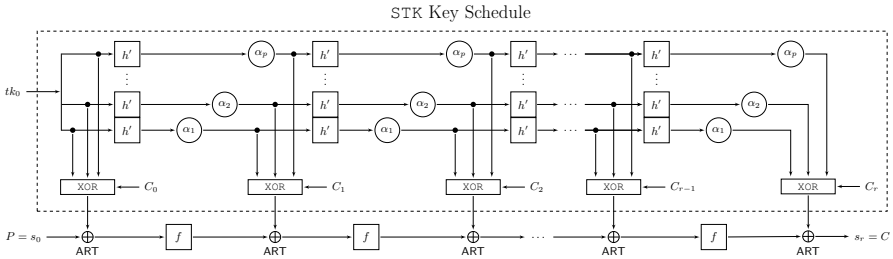 STK Key Schedule
h′ α_p h′ α_p h′ ⋯ h′ α_p
⋮ ⋮ ⋮ ⋮
tk₀
h′ α₂ h′ α₂ h′ ⋯ h′ α₂
h′ α₁ h′ α₁ h′ ⋯ h′ α₁
XOR C₀ XOR C₁ XOR C₂ XOR C_{r−1} XOR C_r
P = s₀ f f ⋯ f s_r = C
ART ART ART ART ART